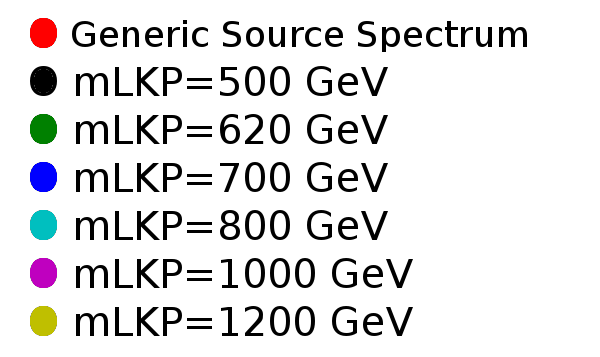 Generic Source Spectrum
mLKP=500 GeV
mLKP=620 GeV
mLKP=700 GeV
mLKP=800 GeV
mLKP=1000 GeV
mLKP=1200 GeV